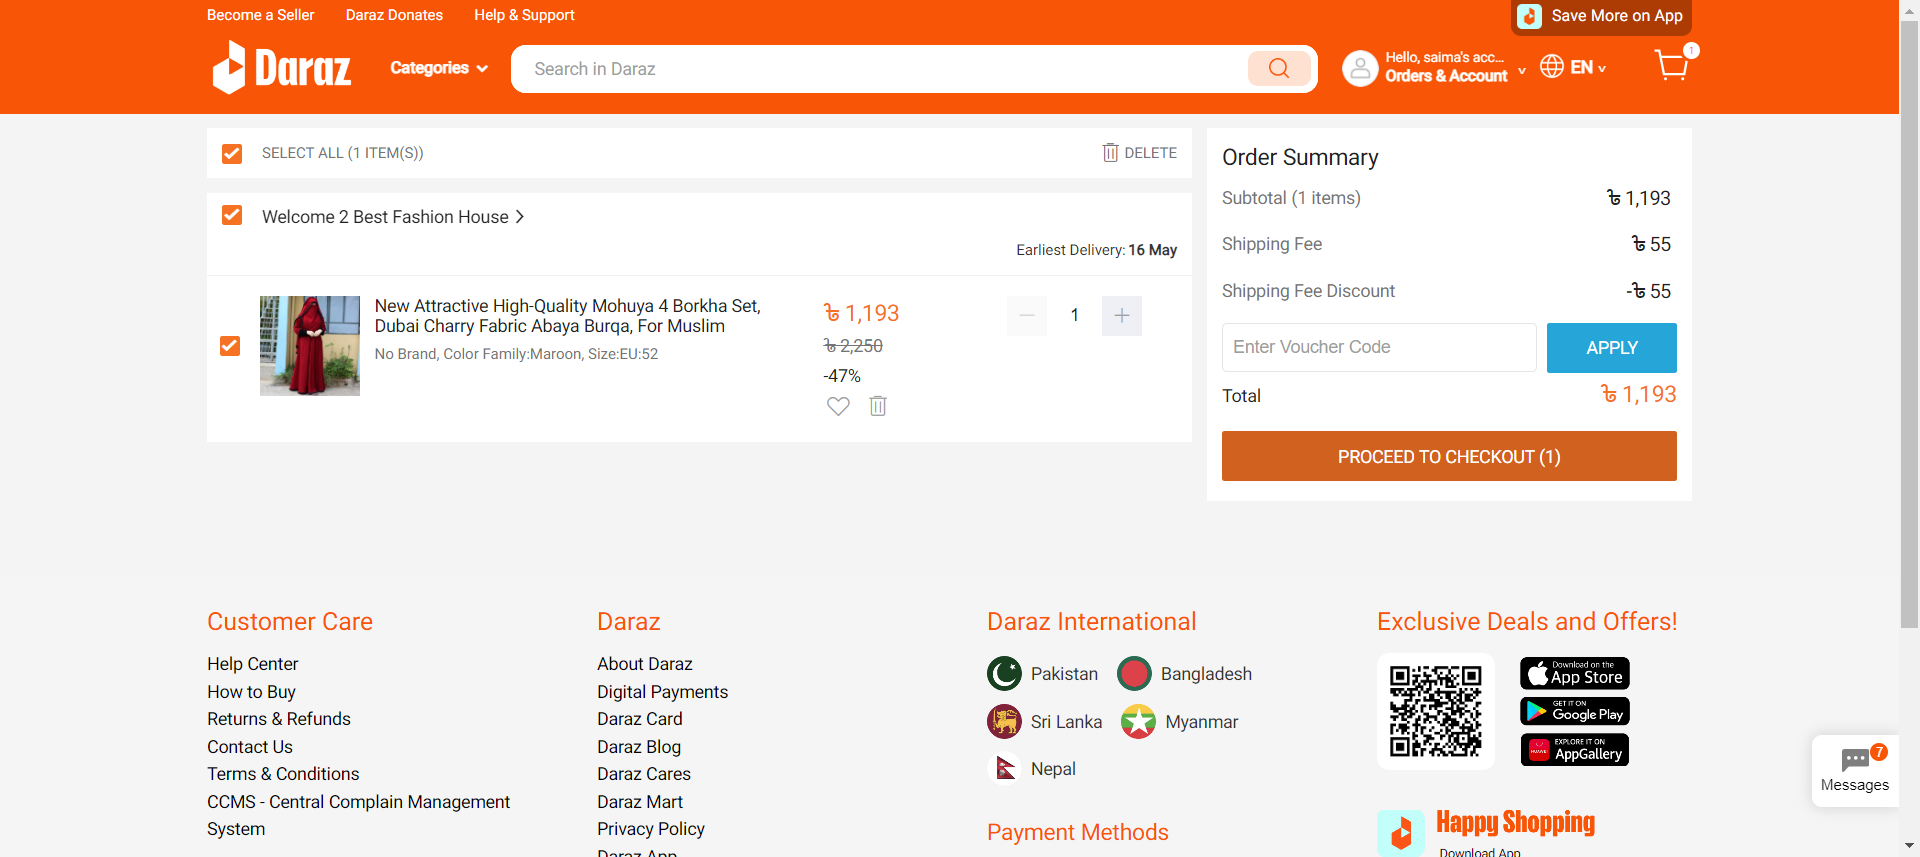 Become a Seller
Daraz Donates
Help & Support
Save More on App
Daraz
Categories
Search in Daraz
Hello, saima's acc...
Orders & Account
EN
1
SELECT ALL (1 ITEM(S))
DELETE
Welcome 2 Best Fashion House
Earliest Delivery: 16 May
New Attractive High-Quality Mohuya 4 Borkha Set,
Dubai Charry Fabric Abaya Burqa, For Muslim
No Brand, Color Family:Maroon, Size:EU:52
৳ 1,193
৳ 2,250
-47%
1
Order Summary
Subtotal (1 items)
৳ 1,193
Shipping Fee
৳ 55
Shipping Fee Discount
-৳ 55
Enter Voucher Code
APPLY
Total
৳ 1,193
PROCEED TO CHECKOUT (1)
Customer Care
Help Center
How to Buy
Returns & Refunds
Contact Us
Terms & Conditions
CCMS - Central Complain Management
System
Daraz
About Daraz
Digital Payments
Daraz Card
Daraz Blog
Daraz Cares
Daraz Mart
Privacy Policy
Daraz App
Daraz International
Pakistan
Bangladesh
Sri Lanka
Myanmar
Nepal
Payment Methods
Exclusive Deals and Offers!
Download on the
App Store
GET IT ON
Google Play
EXPLORE IT ON
AppGallery
HUAWEI
Happy Shopping
Download App
7
Messages